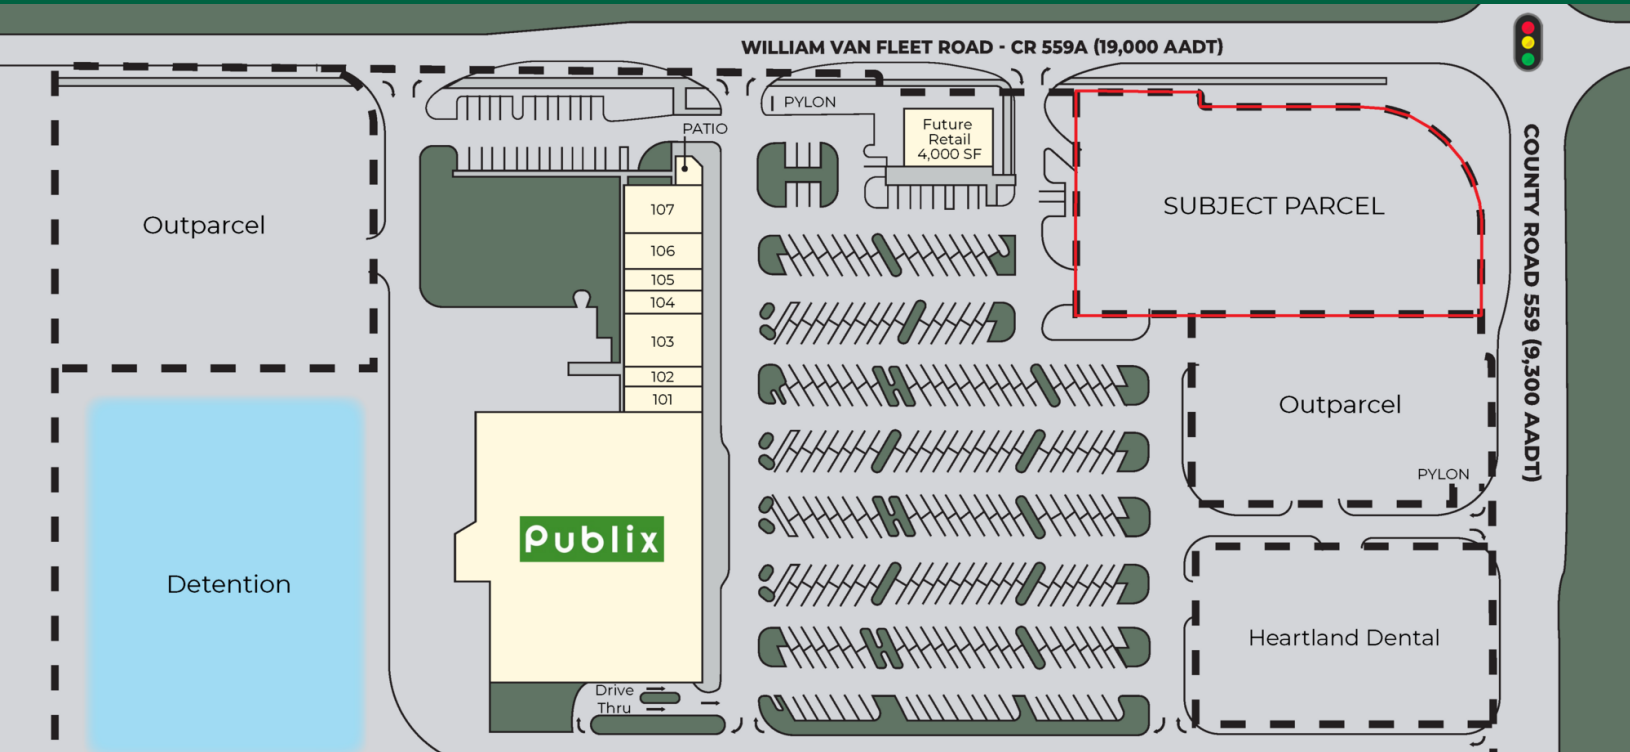 WILLIAM VAN FLEET ROAD - CR 559A (19,000 AADT)
PYLON
Future
Retail
4,000 SF
PATIO
COUNTY ROAD 559 (9,300 AADT)
Outparcel
107
SUBJECT PARCEL
106
105
104
103
102
101
Outparcel
PYLON
Publix
Detention
Heartland Dental
Drive
Thru